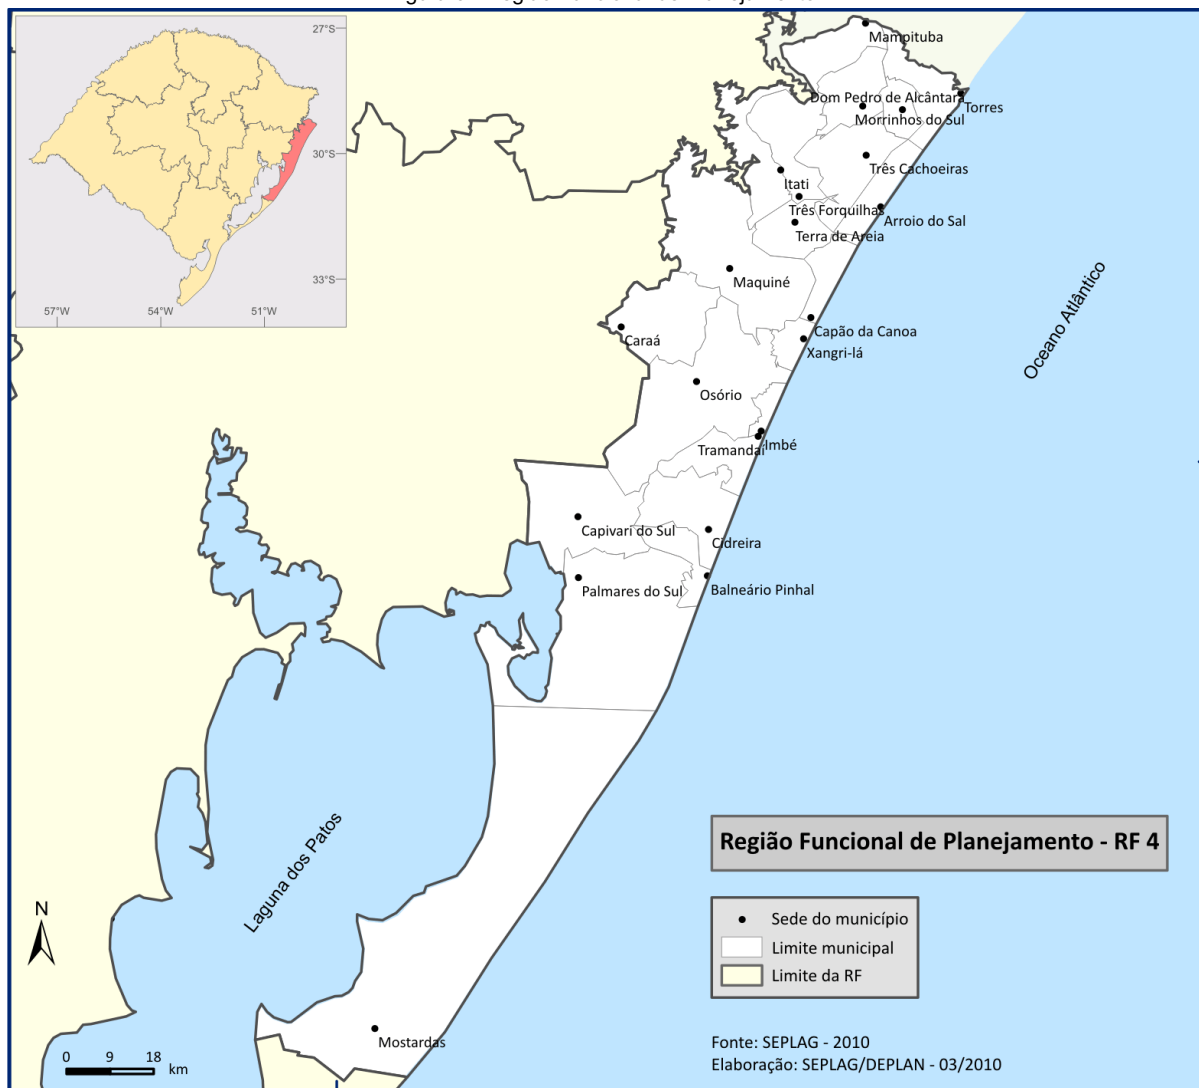 27°S
30°S
33°S
57°W
54°W
51°W
Mampituba
Dom Pedro de Alcântara
Torres
Morrinhos do Sul
Três Cachoeiras
Itati
Três Forquilhas
Arroio do Sal
Terra de Areia
Maquiné
Capão da Canoa
Caraá
Xangri-lá
Osório
Tramandaí
Imbé
Capivari do Sul
Cidreira
Palmares do Sul
Balneário Pinhal
Oceano Atlântico
Laguna dos Patos
Mostardas
N
0 9 18
km
Região Funcional de Planejamento - RF 4
Sede do município
Limite municipal
Limite da RF
Fonte: SEPLAG - 2010
Elaboração: SEPLAG/DEPLAN - 03/2010